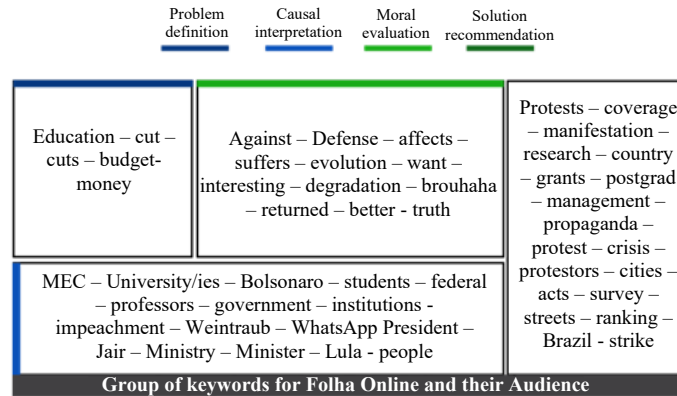 Problem definition
Causal interpretation
Moral evaluation
Solution recommendation
Education – cut –
cuts – budget-
money
Against – Defense – affects –
suffers – evolution – want –
interesting – degradation – brouhaha
– returned – better - truth
Protests – coverage
– manifestation –
research – country
– grants – postgrad
– management –
propaganda –
protest – crisis –
protestors – cities –
acts – survey –
streets – ranking –
Brazil - strike
MEC – University/ies – Bolsonaro – students – federal
– professors – government – institutions -
impeachment – Weintraub – WhatsApp President –
Jair – Ministry – Minister – Lula - people
Group of keywords for Folha Online and their Audience